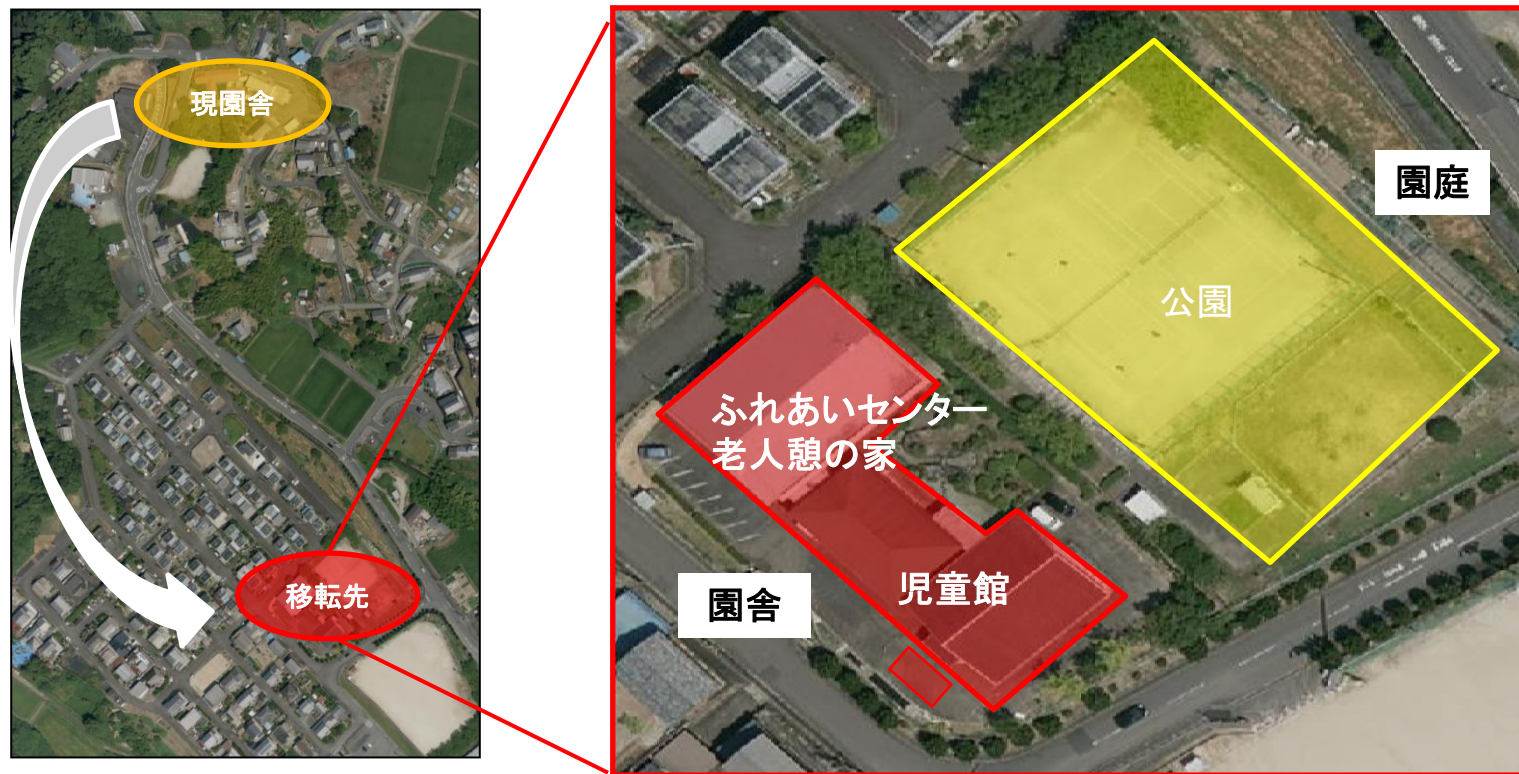 現園舎
移転先
園庭
公園
ふれあいセンター
老人憩の家
児童館
園舎